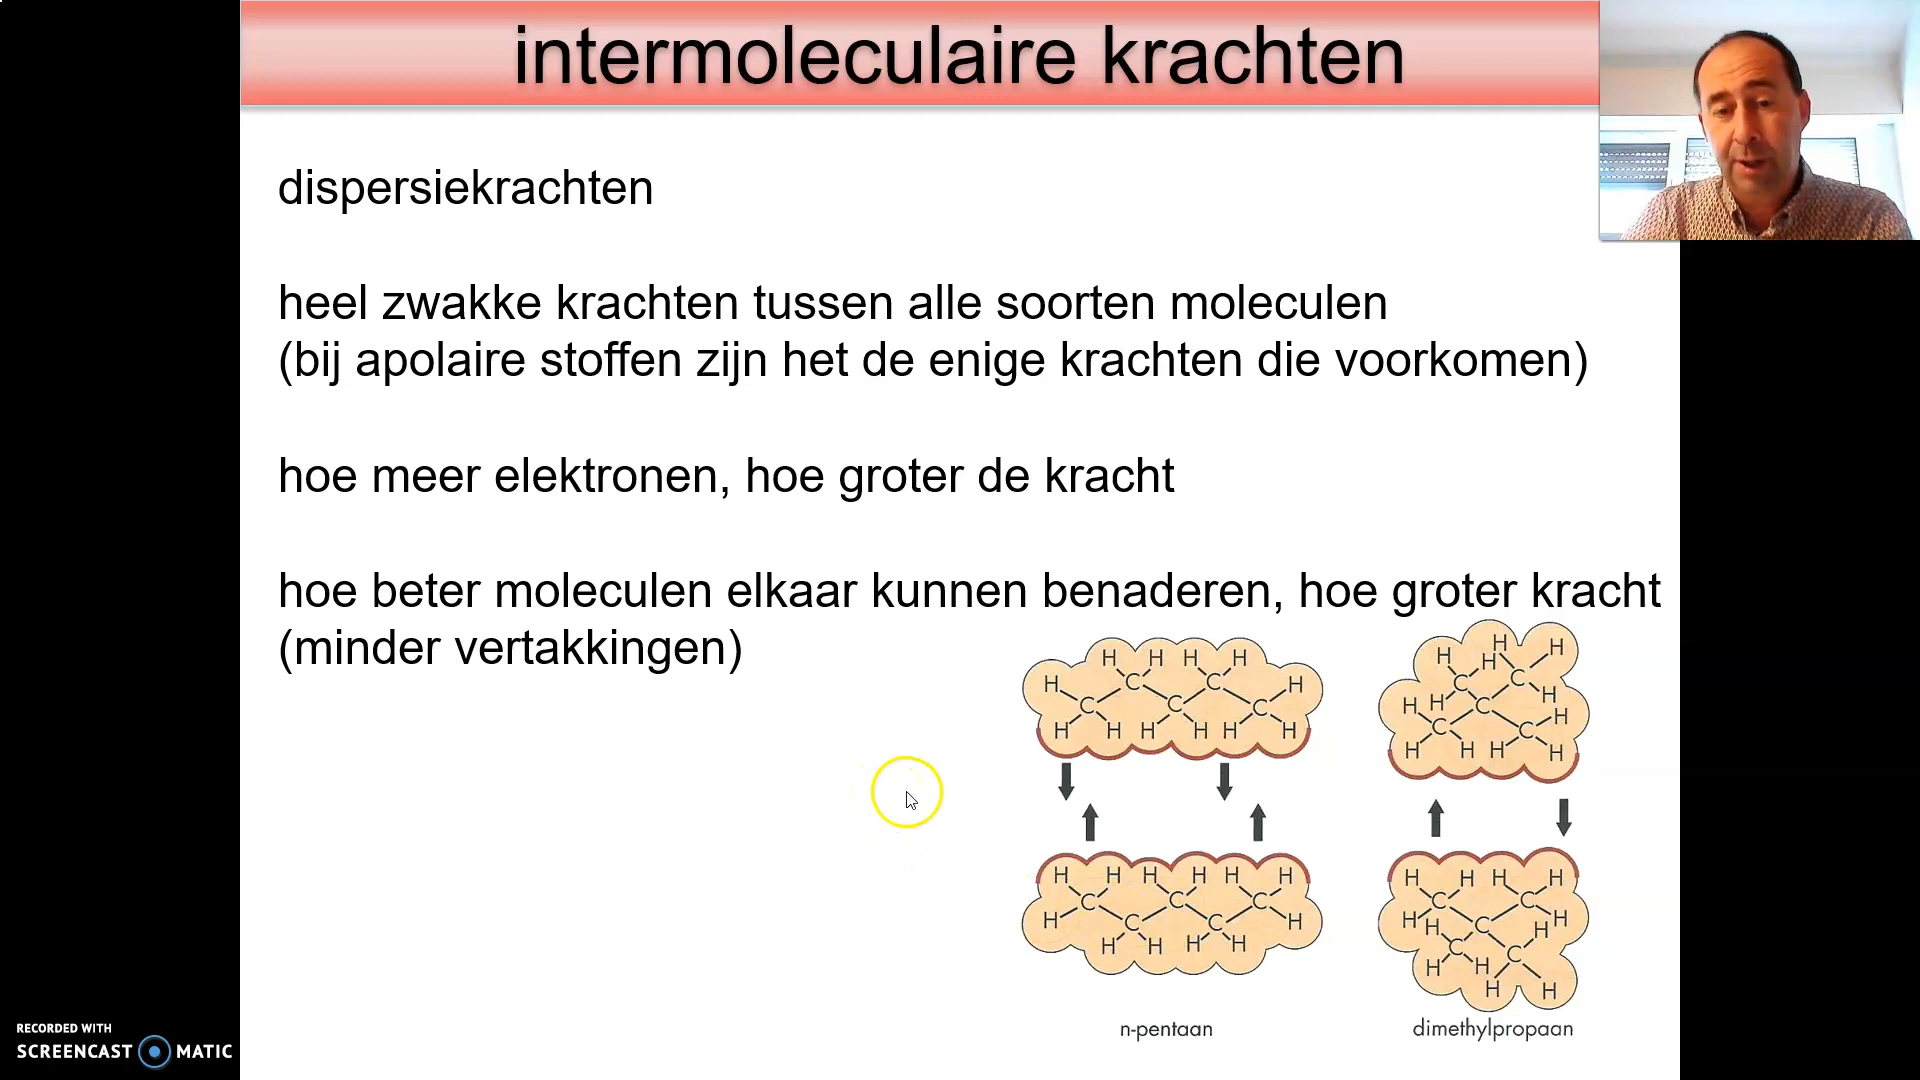 intermoleculaire krachten
dispersiekrachten
heel zwakke krachten tussen alle soorten moleculen
(bij apolaire stoffen zijn het de enige krachten die voorkomen)
hoe meer elektronen, hoe groter de kracht
hoe beter moleculen elkaar kunnen benaderen, hoe groter kracht
(minder vertakkingen)
H H H H
H C C H
C C C
H H H H H H
H H H
H C C H
H H C H
C C H
H H H H
H H H H H H
C C C
H C C H
H H H H
H H H H
C C
H H C H H
C C
H H H
H H
n-pentaan
dimethylpropaan
RECORDED WITH
SCREENCAST MATIC